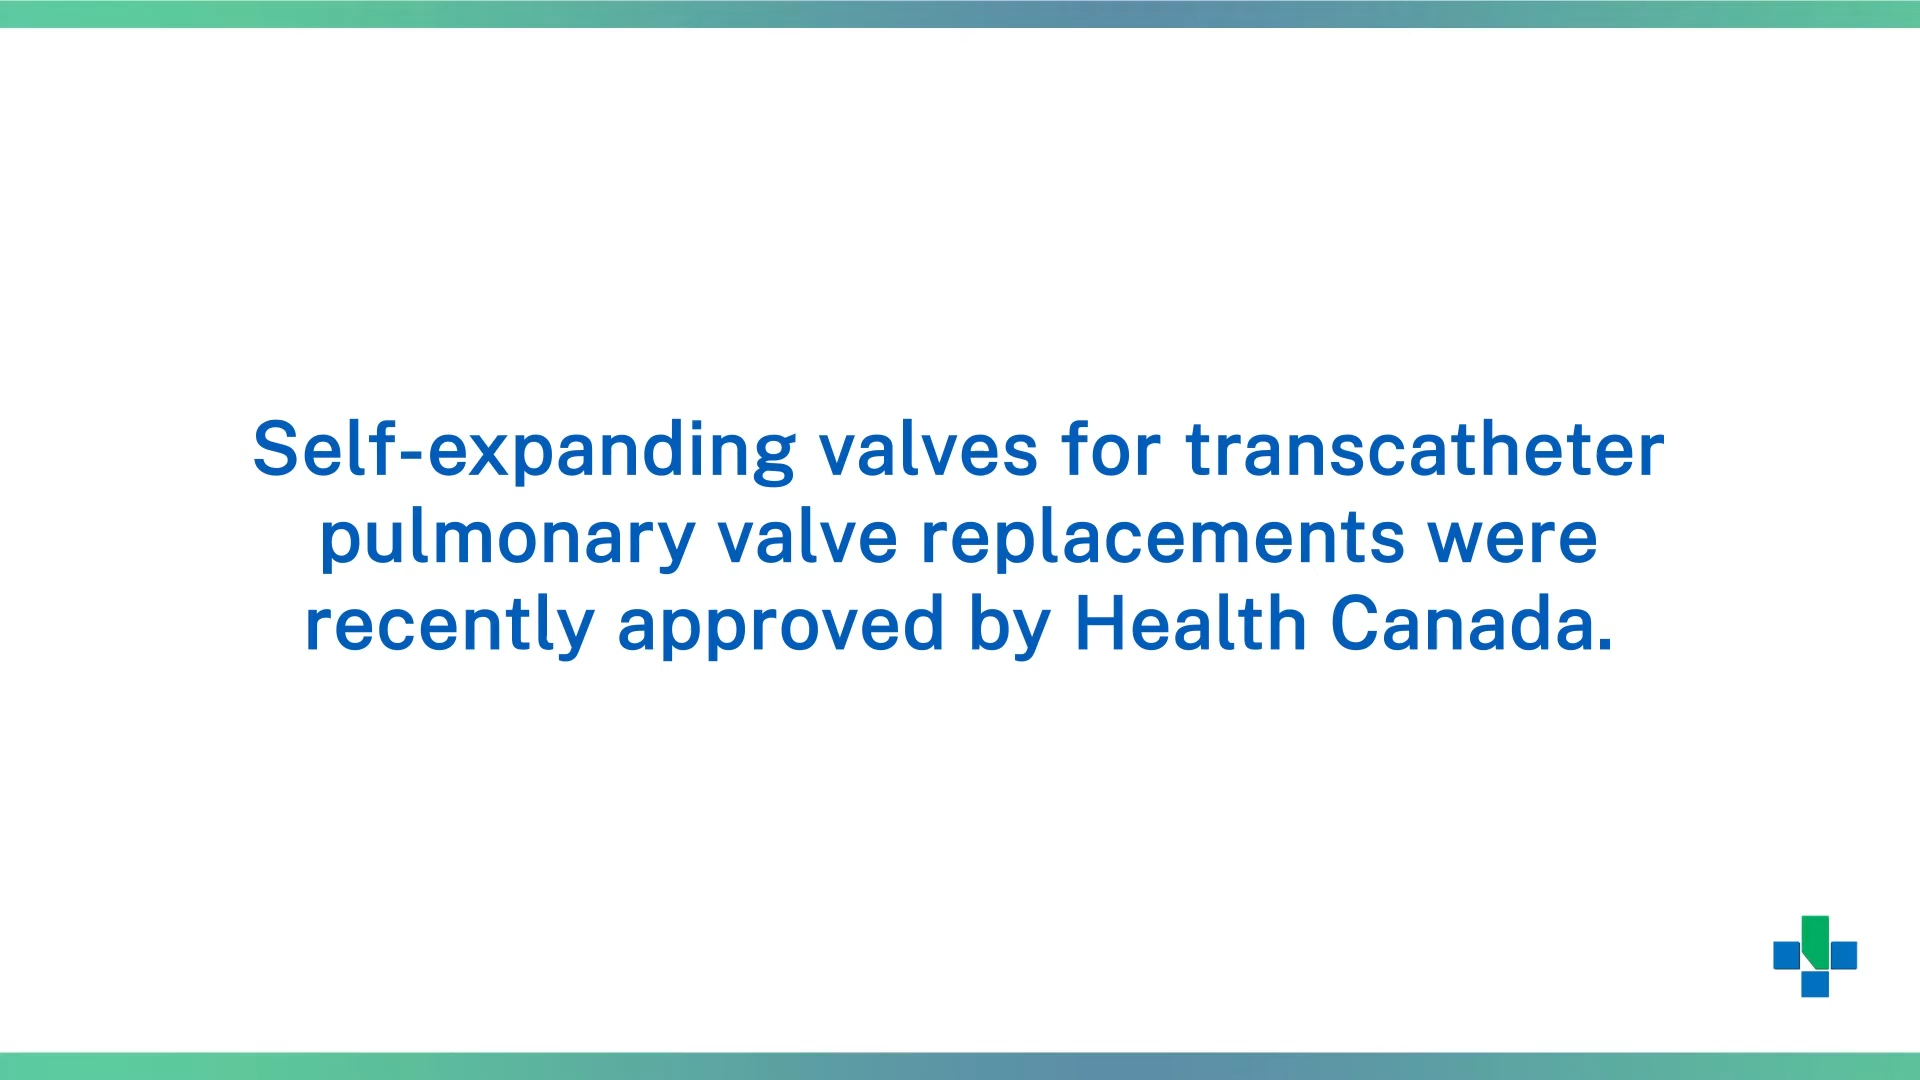 Self-expanding valves for transcatheter
pulmonary valve replacements were
recently approved by Health Canada.